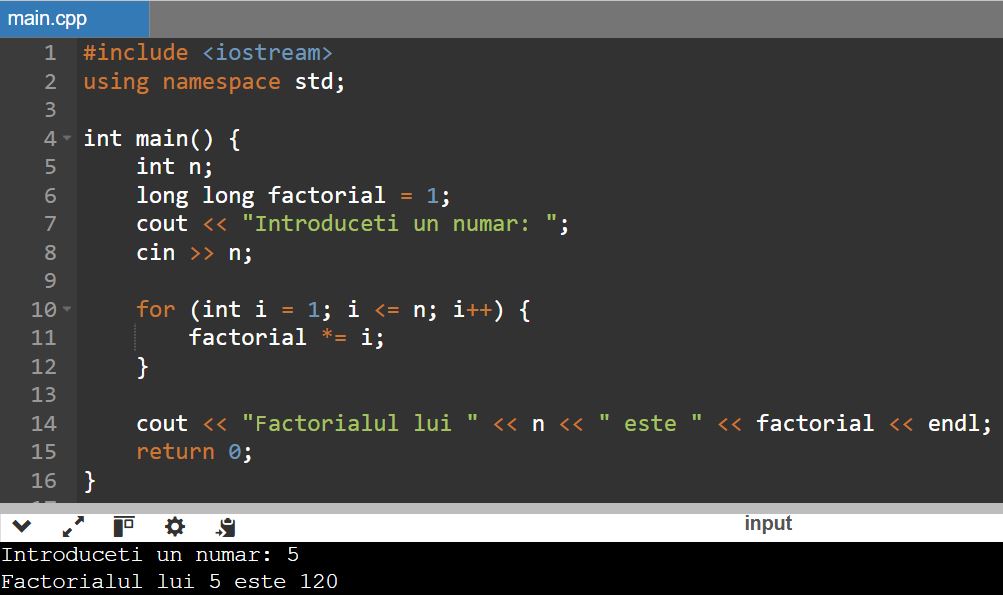 main.cpp
1 #include <iostream>
2 using namespace std;
3
4 int main() {
5     int n;
6     long long factorial = 1;
7     cout << "Introduceti un numar: ";
8     cin >> n;
9
10     for (int i = 1; i <= n; i++) {
11         factorial *= i;
12     }
13
14     cout << "Factorialul lui " << n << " este " << factorial << endl;
15     return 0;
16 }
input
Introduceti un numar: 5
Factorialul lui 5 este 120